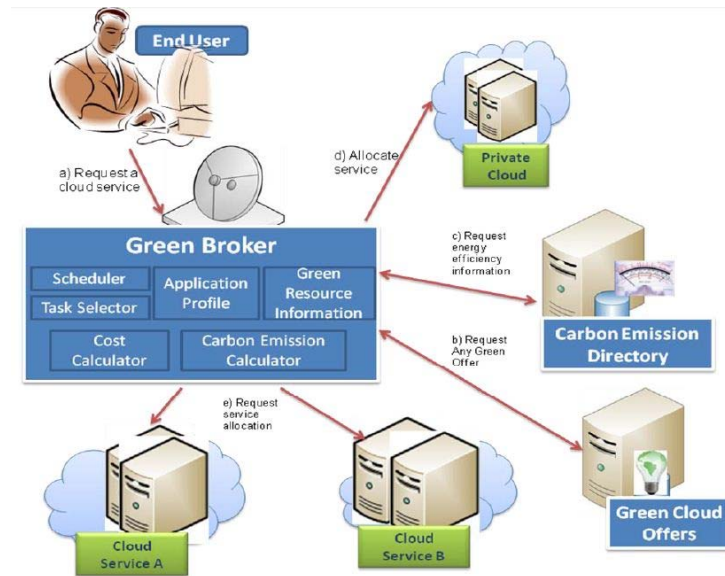 End User
a) Request a
cloud service
d) Allocate
service
Private
Cloud
Green Broker
Scheduler
Task Selector
Application
Profile
Green
Resource
Information
Cost
Calculator
Carbon Emission
Calculator
c) Request
energy
efficiency
information
Carbon Emission
Directory
b) Request
Any Green
Offer
Green Cloud
Offers
e) Request
service
allocation
Cloud
Service A
Cloud
Service B